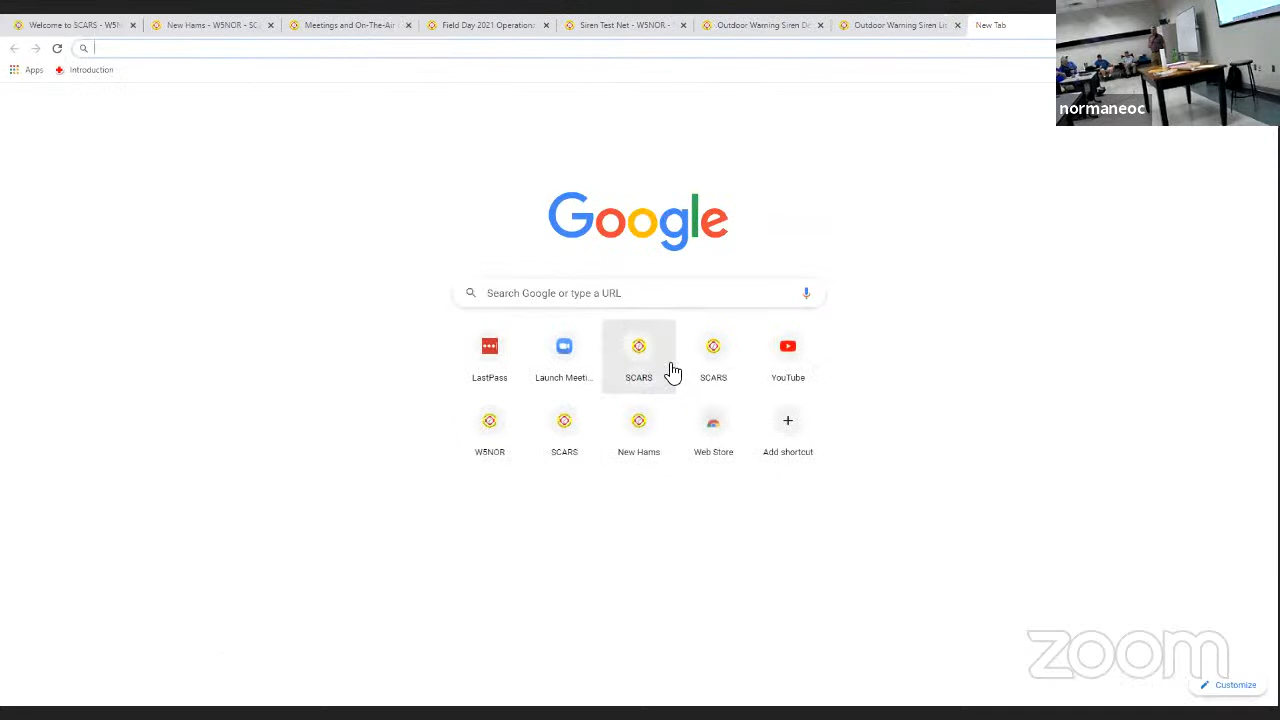 Welcome to SCARS - W5N
New Hams - W5NOR - SC
Meetings and On-The-Air
Field Day 2021 Operation
Siren Test Net - W5NOR -
Outdoor Warning Siren De
Outdoor Warning Siren Li
New Tab
Apps
Introduction
normaneoc
Google
Search Google or type a URL
LastPass
Launch Meeti...
SCARS
SCARS
YouTube
W5NOR
SCARS
New Hams
Web Store
Add shortcut
zoom
Customize